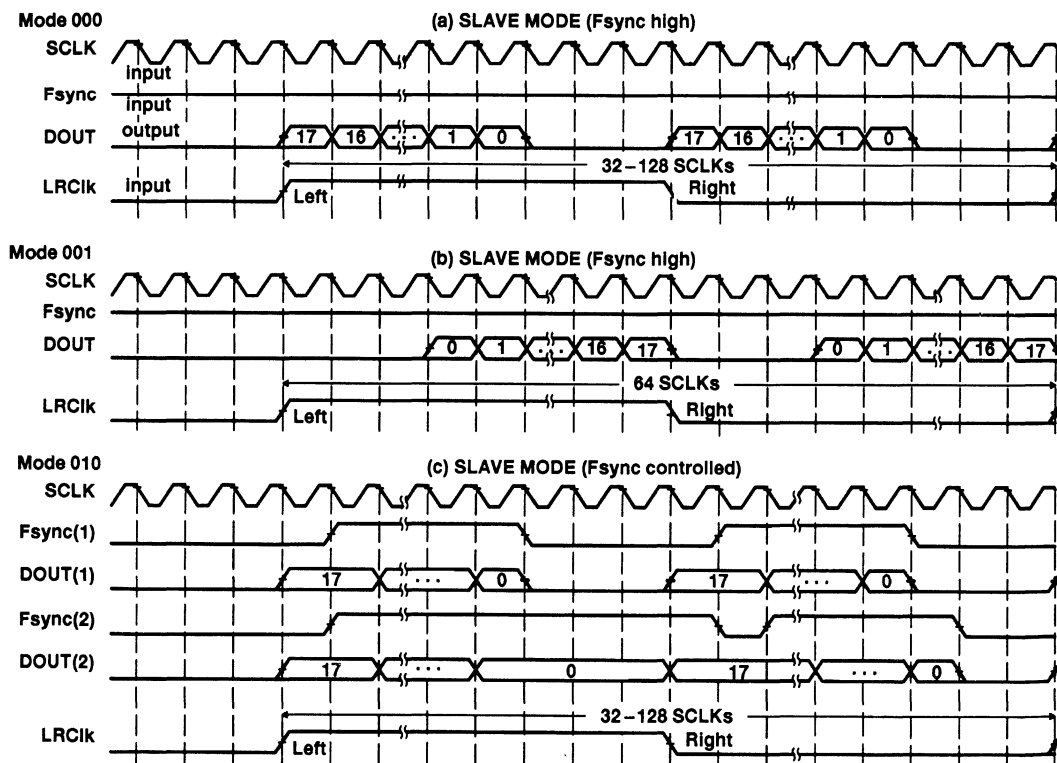 Mode 000
(a) SLAVE MODE (Fsync high)
SCLK
input
Fsync
input
DOUT
output
17 16 ... 1 0
17 16 ... 1 0
32–128 SCLKs
LRClk
input
Left
Right
Mode 001
(b) SLAVE MODE (Fsync high)
SCLK
Fsync
DOUT
0 1 ... 16 17
0 1 ... 16 17
64 SCLKs
LRClk
Left
Right
Mode 010
(c) SLAVE MODE (Fsync controlled)
SCLK
Fsync(1)
DOUT(1)
17 ... 0
17 ... 0
Fsync(2)
DOUT(2)
17 ... 0
17 ... 0
32–128 SCLKs
LRClk
Left
Right